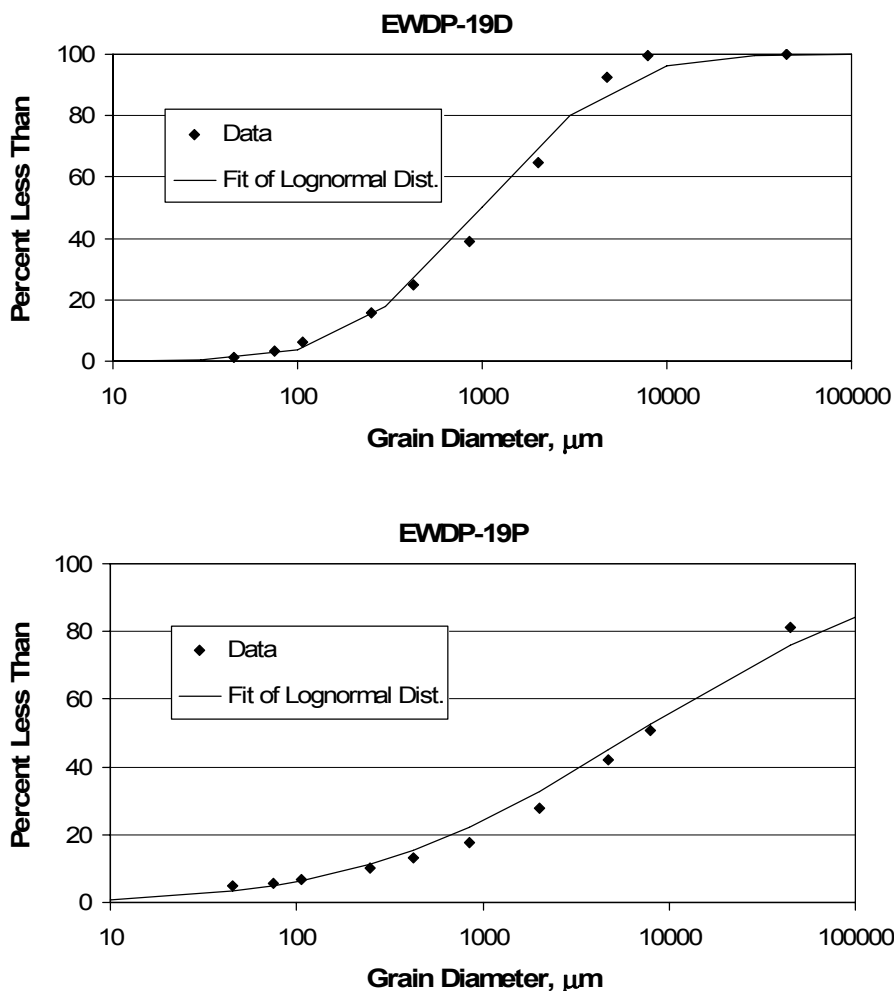 EWDP-19D
100
80
60
40
20
0
Percent Less Than
Data
Fit of Lognormal Dist.
10 100 1000 10000 100000
Grain Diameter, μm
EWDP-19P
100
80
60
40
20
0
Percent Less Than
Data
Fit of Lognormal Dist.
10 100 1000 10000 100000
Grain Diameter, μm